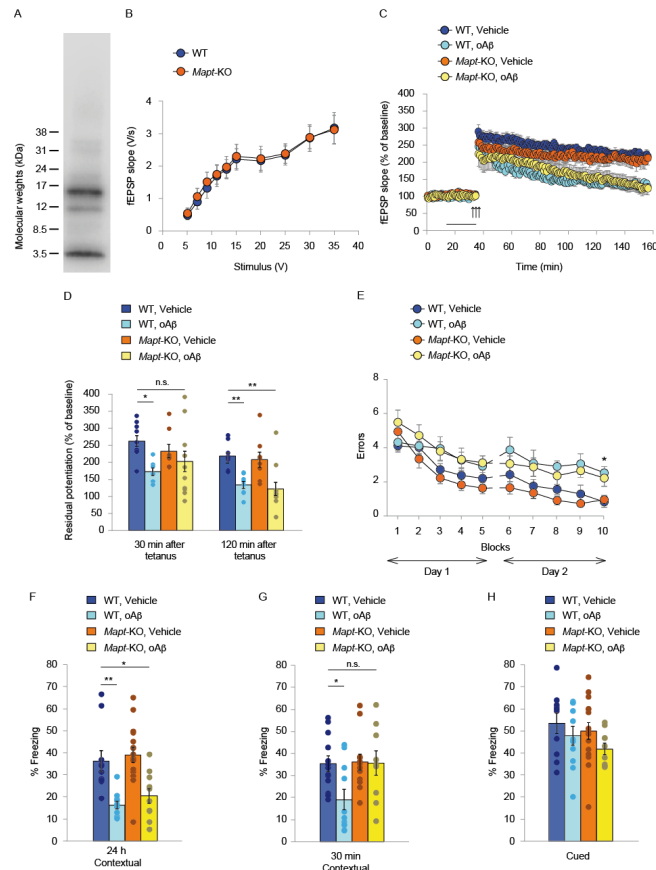 A
B
C
WT
Mapt-KO
WT, Vehicle
WT, oAβ
Mapt-KO, Vehicle
Mapt-KO, oAβ
Molecular weights (kDa)
38
31
24
17
12
8.5
3.5
fEPSP slope (V/s)
4
3
2
1
0
0 5 10 15 20 25 30 35 40
Stimulus (V)
fEPSP slope (% of baseline)
350
300
250
200
150
100
50
0
0 20 40 60 80 100 120 140 160
Time (min)
D
WT, Vehicle
WT, oAβ
Mapt-KO, Vehicle
Mapt-KO, oAβ
Residual potentiation (% of baseline)
400
350
300
250
200
150
100
50
0
n.s.
*
**
**
30 min after
tetanus
120 min after
tetanus
E
WT, Vehicle
WT, oAβ
Mapt-KO, Vehicle
Mapt-KO, oAβ
Errors
8
6
4
2
0
*
1 2 3 4 5 6 7 8 9 10
Blocks
Day 1
Day 2
F
WT, Vehicle
WT, oAβ
Mapt-KO, Vehicle
Mapt-KO, oAβ
% Freezing
80
70
60
50
40
30
20
10
0
*
**
24 h
Contextual
G
WT, Vehicle
WT, oAβ
Mapt-KO, Vehicle
Mapt-KO, oAβ
% Freezing
80
70
60
50
40
30
20
10
0
n.s.
*
30 min
Contextual
H
WT, Vehicle
WT, oAβ
Mapt-KO, Vehicle
Mapt-KO, oAβ
% Freezing
80
70
60
50
40
30
20
10
0
Cued